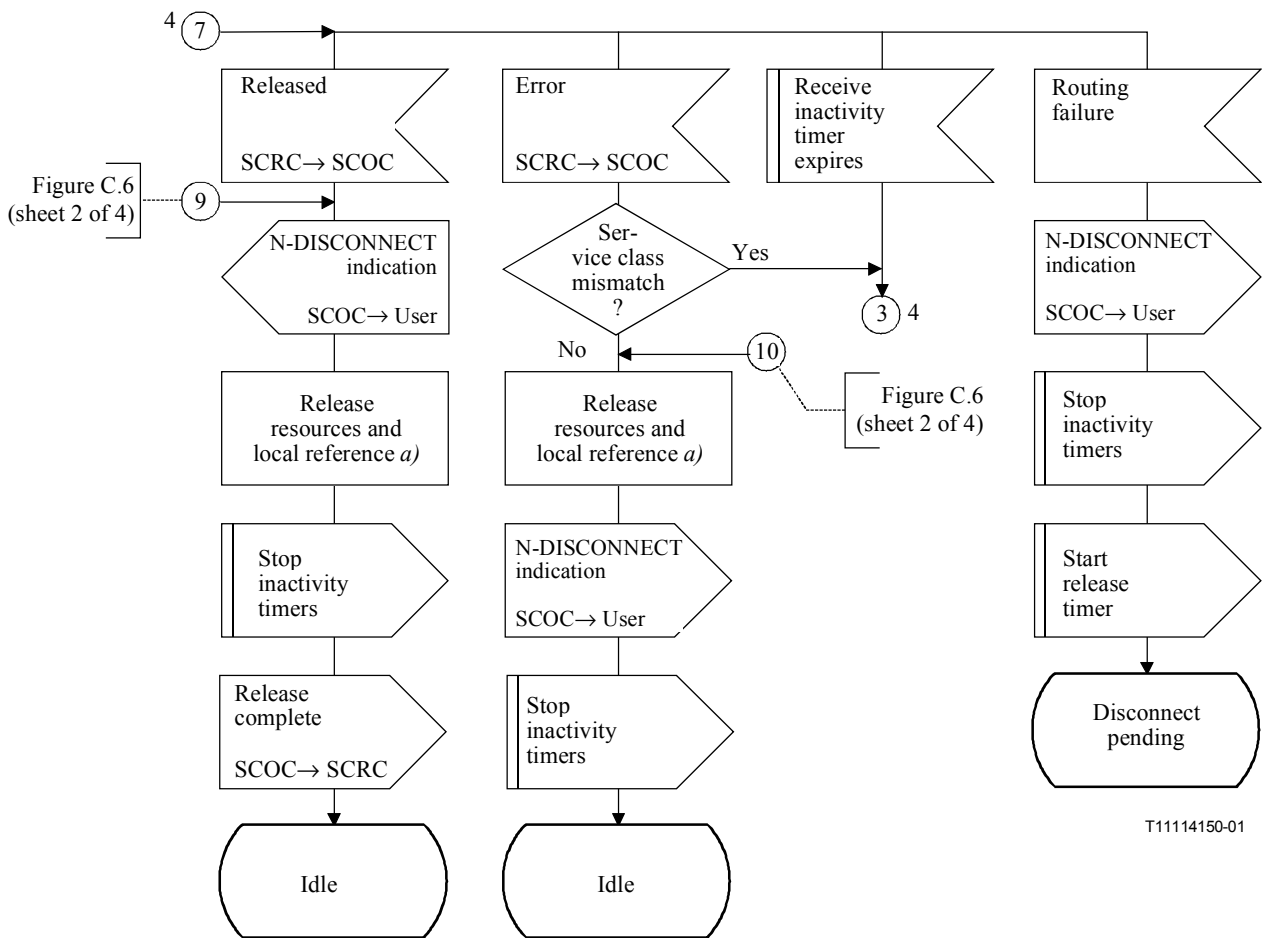 4
7
Released
SCRC→ SCOC
Error
SCRC→ SCOC
Receive
inactivity
timer
expires
Routing
failure
Figure C.6
(sheet 2 of 4)
9
N-DISCONNECT
indication
SCOC→ User
Ser-
vice class
mismatch
?
Yes
No
3
4
N-DISCONNECT
indication
SCOC→ User
10
Figure C.6
(sheet 2 of 4)
Release
resources and
local reference a)
Release
resources and
local reference a)
Stop
inactivity
timers
Stop
inactivity
timers
N-DISCONNECT
indication
SCOC→ User
Start
release
timer
Release
complete
SCOC→ SCRC
Stop
inactivity
timers
Disconnect
pending
T11114150-01
Idle
Idle